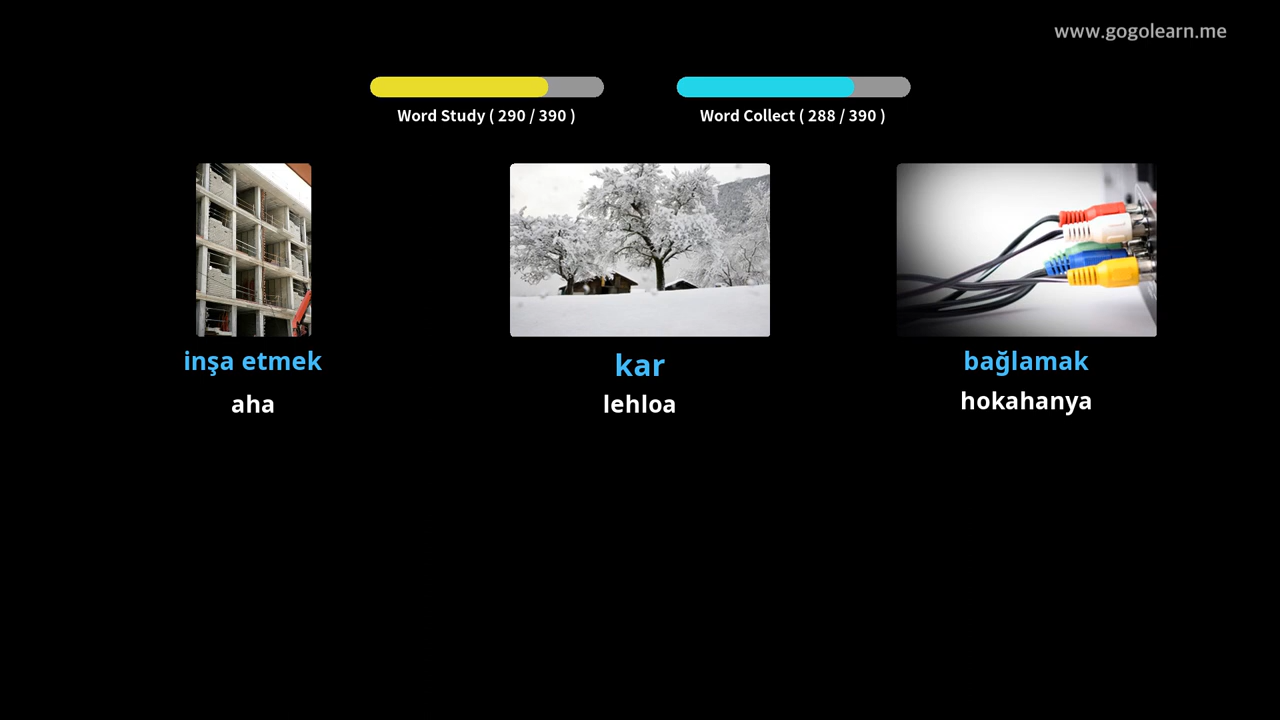 www.gogolearn.me
Word Study ( 290 / 390 )
Word Collect ( 288 / 390 )
inşa etmek
aha
kar
lehloa
bağlamak
hokahanya